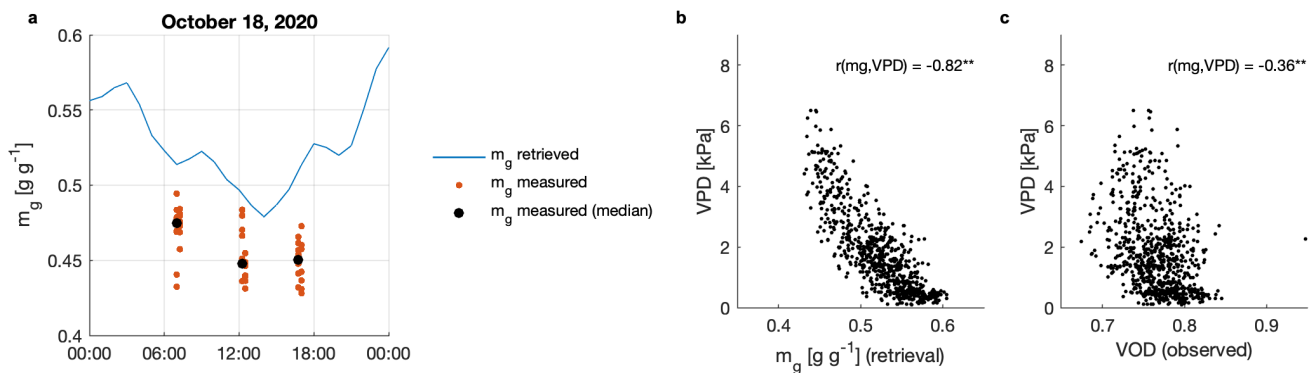 a
October 18, 2020
0.6
0.55
0.5
0.45
0.4
m_g [g g⁻¹]
00:00 06:00 12:00 18:00 00:00
m_g retrieved
m_g measured
m_g measured (median)
b
r(mg,VPD) = -0.82**
8
6
4
2
0
VPD [kPa]
0.4 0.5 0.6
m_g [g g⁻¹] (retrieval)
c
r(mg,VPD) = -0.36**
8
6
4
2
0
VPD [kPa]
0.7 0.8 0.9
VOD (observed)